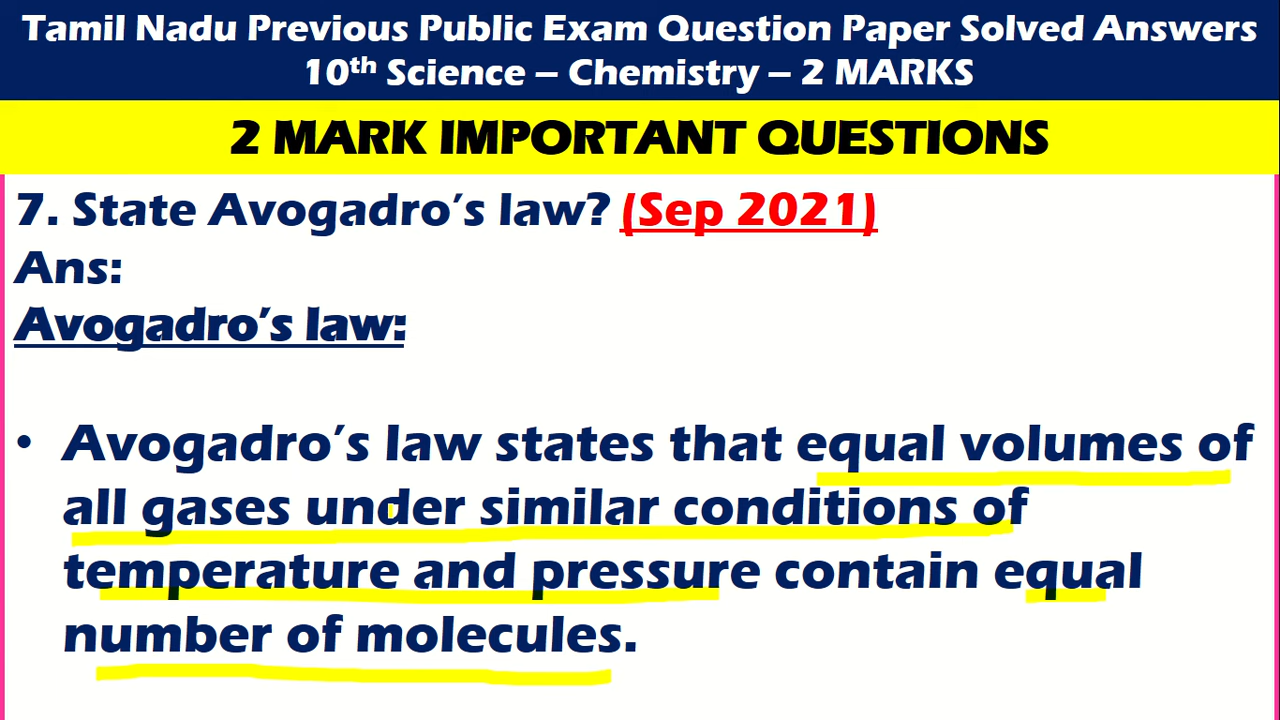 Tamil Nadu Previous Public Exam Question Paper Solved Answers
10th Science – Chemistry – 2 MARKS
2 MARK IMPORTANT QUESTIONS
7. State Avogadro’s law? (Sep 2021)
Ans:
Avogadro’s law:
• Avogadro’s law states that equal volumes of
all gases under similar conditions of
temperature and pressure contain equal
number of molecules.